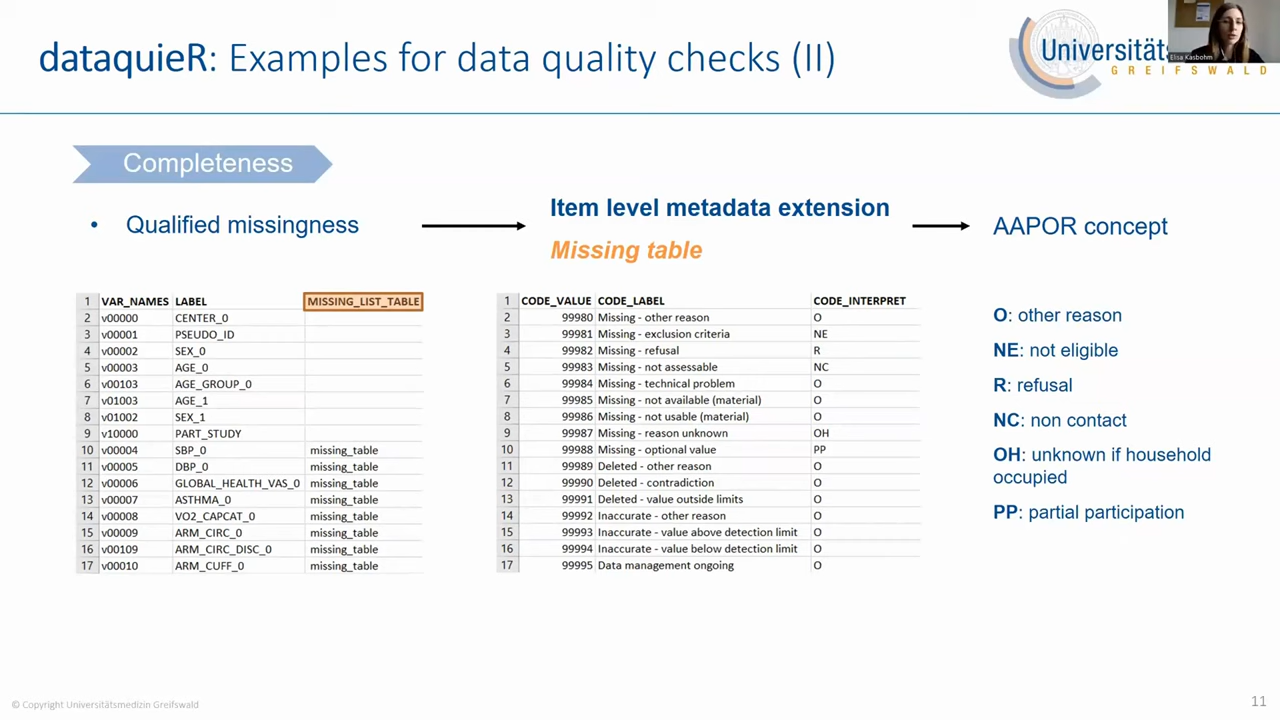 dataquieR: Examples for data quality checks (II)
Universitäts
GREIFSWALD
Elisa Kasbohm
Completeness
• Qualified missingness
Item level metadata extension
Missing table
AAPOR concept
1 VAR_NAMES LABEL MISSING_LIST_TABLE
2 v00000 CENTER_0
3 v00001 PSEUDO_ID
4 v00002 SEX_0
5 v00003 AGE_0
6 v00103 AGE_GROUP_0
7 v01003 AGE_1
8 v01002 SEX_1
9 v10000 PART_STUDY
10 v00004 SBP_0 missing_table
11 v00005 DBP_0 missing_table
12 v00006 GLOBAL_HEALTH_VAS_0 missing_table
13 v00007 ASTHMA_0 missing_table
14 v00008 VO2_CAPCAT_0 missing_table
15 v00009 ARM_CIRC_0 missing_table
16 v00109 ARM_CIRC_DISC_0 missing_table
17 v00010 ARM_CUFF_0 missing_table
1 CODE_VALUE CODE_LABEL CODE_INTERPRET
2 99980 Missing - other reason O
3 99981 Missing - exclusion criteria NE
4 99982 Missing - refusal R
5 99983 Missing - not assessable NC
6 99984 Missing - technical problem O
7 99985 Missing - not available (material) O
8 99986 Missing - not usable (material) O
9 99987 Missing - reason unknown OH
10 99988 Missing - optional value PP
11 99989 Deleted - other reason O
12 99990 Deleted - contradiction O
13 99991 Deleted - value outside limits O
14 99992 Inaccurate - other reason O
15 99993 Inaccurate - value above detection limit O
16 99994 Inaccurate - value below detection limit O
17 99995 Data management ongoing O
O: other reason
NE: not eligible
R: refusal
NC: non contact
OH: unknown if household
occupied
PP: partial participation
© Copyright Universitätsmedizin Greifswald
11